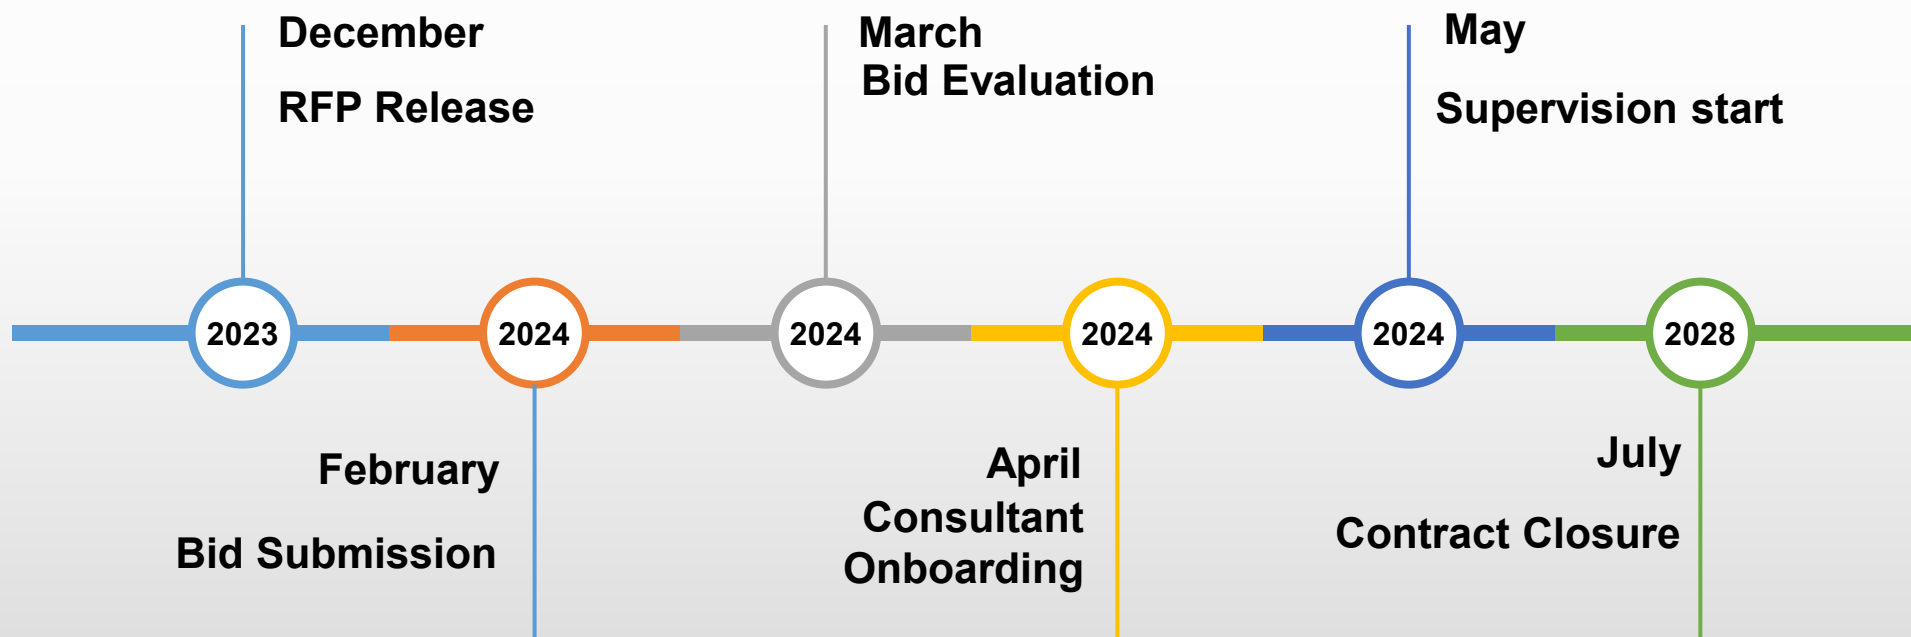 December
RFP Release
March
Bid Evaluation
May
Supervision start
2023
2024
2024
2024
2024
2028
February
Bid Submission
April
Consultant
Onboarding
July
Contract Closure